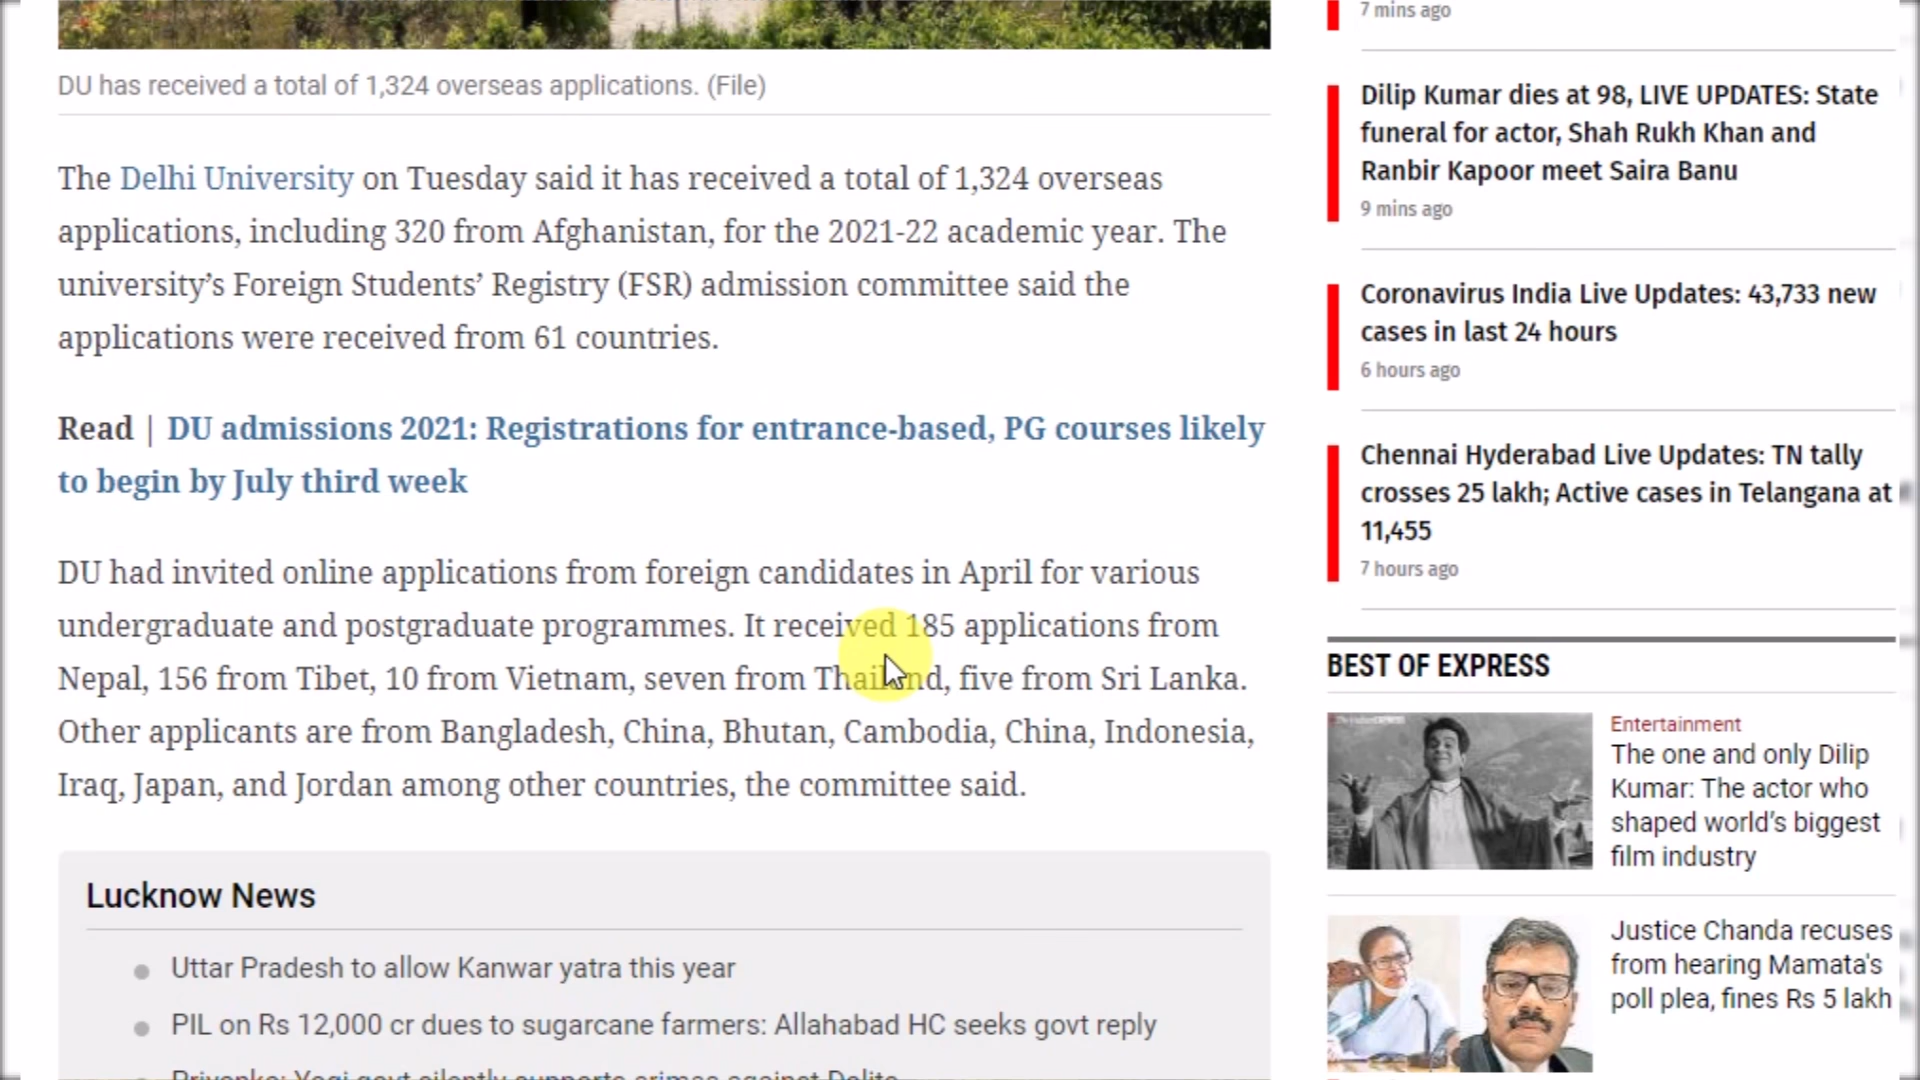 DU has received a total of 1,324 overseas applications. (File)
The Delhi University on Tuesday said it has received a total of 1,324 overseas
applications, including 320 from Afghanistan, for the 2021-22 academic year. The
university’s Foreign Students’ Registry (FSR) admission committee said the
applications were received from 61 countries.
Read | DU admissions 2021: Registrations for entrance-based, PG courses likely
to begin by July third week
DU had invited online applications from foreign candidates in April for various
undergraduate and postgraduate programmes. It received 185 applications from
Nepal, 156 from Tibet, 10 from Vietnam, seven from Thailand, five from Sri Lanka.
Other applicants are from Bangladesh, China, Bhutan, Cambodia, China, Indonesia,
Iraq, Japan, and Jordan among other countries, the committee said.
Lucknow News
Uttar Pradesh to allow Kanwar yatra this year
PIL on Rs 12,000 cr dues to sugarcane farmers: Allahabad HC seeks govt reply
Priyanka: Yogi govt silently supports crimes against Dalits
7 mins ago
Dilip Kumar dies at 98, LIVE UPDATES: State
funeral for actor, Shah Rukh Khan and
Ranbir Kapoor meet Saira Banu
9 mins ago
Coronavirus India Live Updates: 43,733 new
cases in last 24 hours
6 hours ago
Chennai Hyderabad Live Updates: TN tally
crosses 25 lakh; Active cases in Telangana at
11,455
7 hours ago
BEST OF EXPRESS
Entertainment
The one and only Dilip
Kumar: The actor who
shaped world's biggest
film industry
Justice Chanda recuses
from hearing Mamata's
poll plea, fines Rs 5 lakh